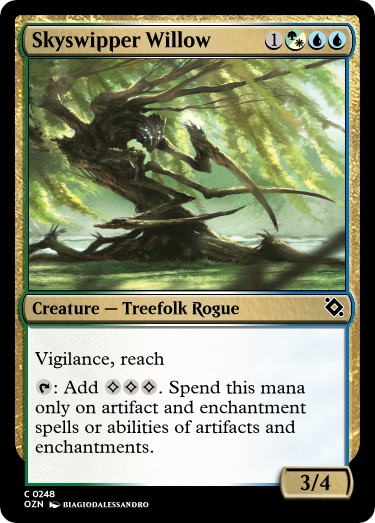 Skyswipper Willow 1
Creature — Treefolk Rogue
Vigilance, reach
: Add . Spend this mana
only on artifact and enchantment
spells or abilities of artifacts and
enchantments.
3/4
C 0248
OZN BIAGIODALESSANDRO